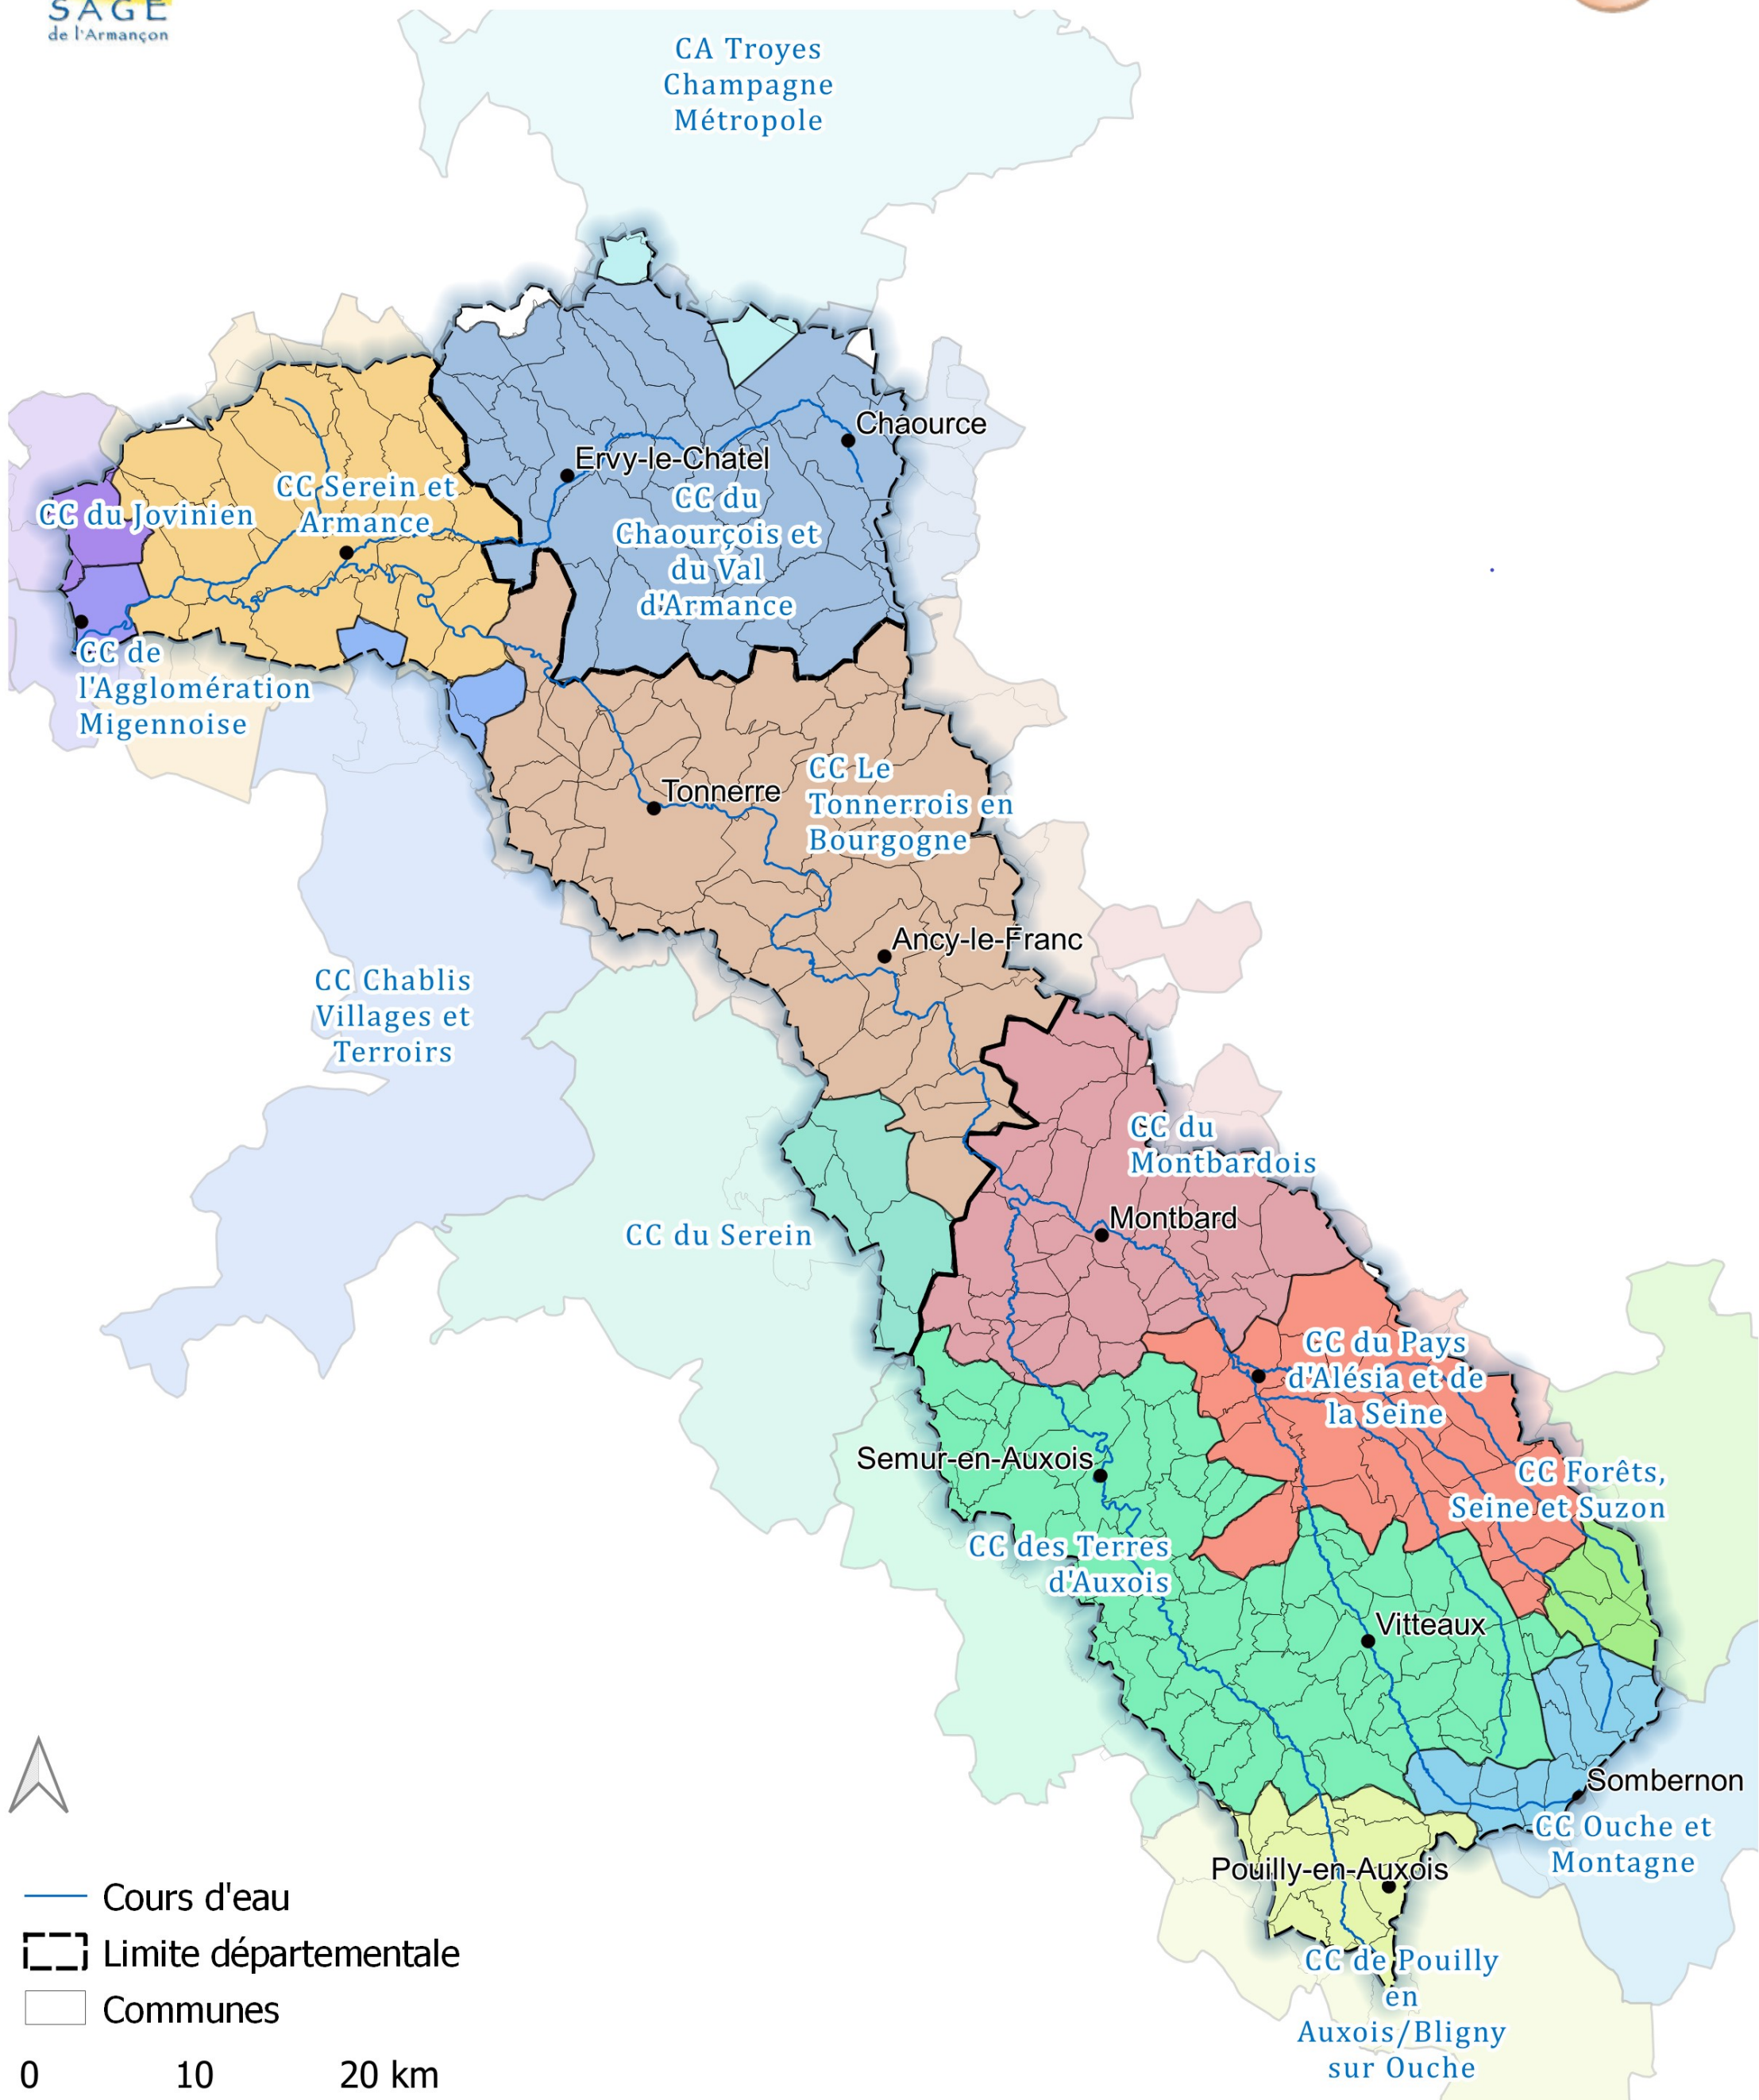 SAGE
de l'Armançon
CA Troyes
Champagne
Métropole
Chaource
Ervy-le-Chatel
CC Serein et
Armance
CC du Jovinien
CC du
Chaourçois et
du Val
d'Armance
CC de
l'Agglomération
Migennoise
CC Le
Tonnerrois en
Bourgogne
Tonnerre
Ancy-le-Franc
CC Chablis
Villages et
Terroirs
CC du
Montbardois
Montbard
CC du Serein
CC du Pays
d'Alésia et de
la Seine
Semur-en-Auxois
CC Forêts,
Seine et Suzon
CC des Terres
d'Auxois
Vitteaux
Sombernon
CC Ouche et
Montagne
Pouilly-en-Auxois
CC de Pouilly
en
Auxois/Bligny
sur Ouche
Cours d'eau
Limite départementale
Communes
0 10 20 km